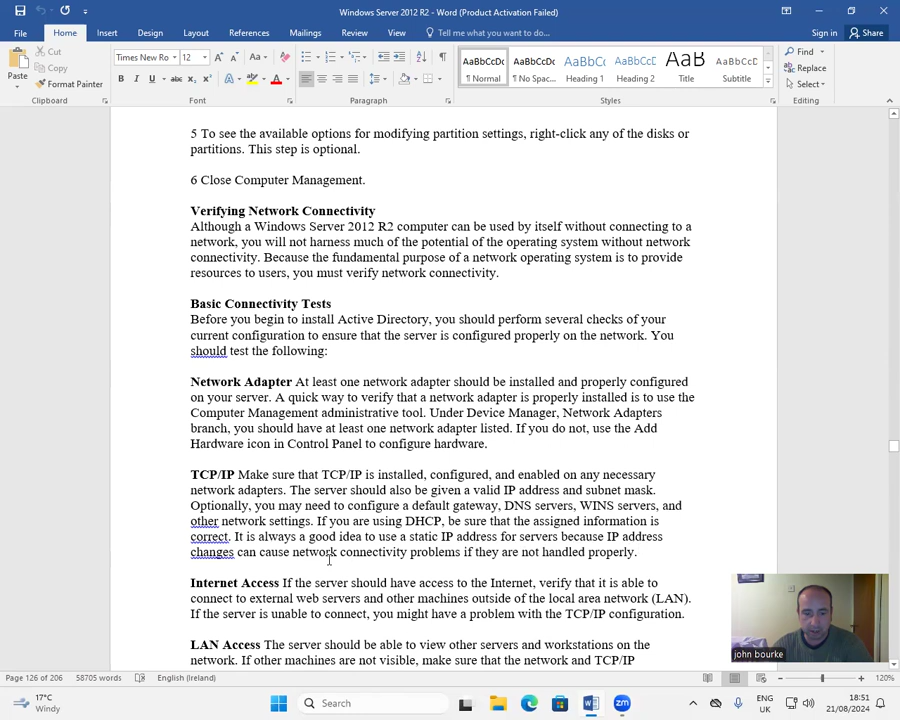 Windows Server 2012 R2 - Word (Product Activation Failed)
File
Home
Insert
Design
Layout
References
Mailings
Review
View
Tell me what you want to do...
Sign in
Share
Paste
Cut
Copy
Format Painter
Clipboard
Times New Ro
12
Font
Paragraph
AaBbCcDc
AaBbCcDc
AaBbCc
AaBbCcD
AaB
AaBbCcD
¶ Normal
¶ No Spac...
Heading 1
Heading 2
Title
Subtitle
Styles
Find
Replace
Select
Editing
5 To see the available options for modifying partition settings, right-click any of the disks or
partitions. This step is optional.
6 Close Computer Management.
Verifying Network Connectivity
Although a Windows Server 2012 R2 computer can be used by itself without connecting to a
network, you will not harness much of the potential of the operating system without network
connectivity. Because the fundamental purpose of a network operating system is to provide
resources to users, you must verify network connectivity.
Basic Connectivity Tests
Before you begin to install Active Directory, you should perform several checks of your
current configuration to ensure that the server is configured properly on the network. You
should test the following:
Network Adapter At least one network adapter should be installed and properly configured
on your server. A quick way to verify that a network adapter is properly installed is to use the
Computer Management administrative tool. Under Device Manager, Network Adapters
branch, you should have at least one network adapter listed. If you do not, use the Add
Hardware icon in Control Panel to configure hardware.
TCP/IP Make sure that TCP/IP is installed, configured, and enabled on any necessary
network adapters. The server should also be given a valid IP address and subnet mask.
Optionally, you may need to configure a default gateway, DNS servers, WINS servers, and
other network settings. If you are using DHCP, be sure that the assigned information is
correct. It is always a good idea to use a static IP address for servers because IP address
changes can cause network connectivity problems if they are not handled properly.
Internet Access If the server should have access to the Internet, verify that it is able to
connect to external web servers and other machines outside of the local area network (LAN).
If the server is unable to connect, you might have a problem with the TCP/IP configuration.
LAN Access The server should be able to view other servers and workstations on the
network. If other machines are not visible, make sure that the network and TCP/IP
john bourke
Page 126 of 206
58705 words
English (Ireland)
120%
17°C
Windy
Search
ENG
UK
18:51
21/08/2024